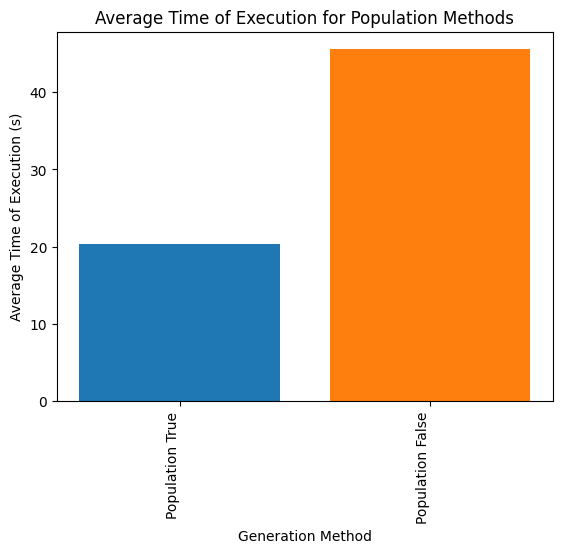 Average Time of Execution for Population Methods
Average Time of Execution (s)
40
30
20
10
0
Population True
Population False
Generation Method